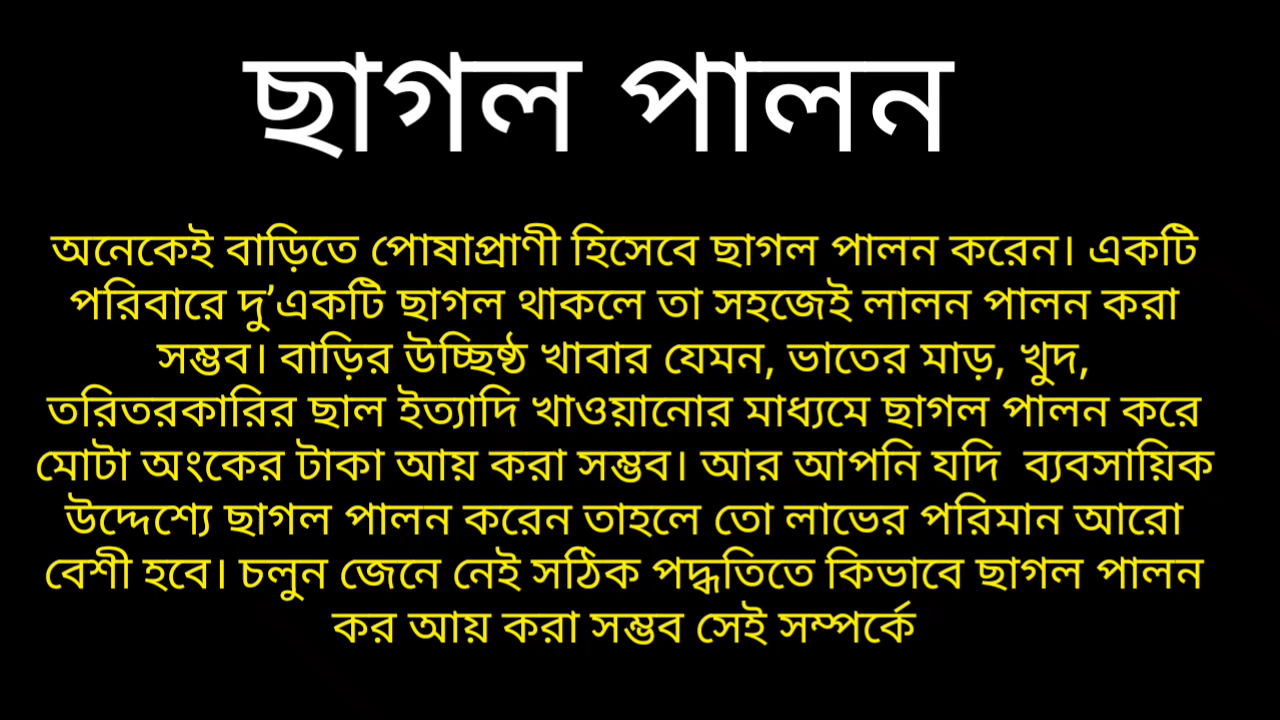 ছাগল পালন
অনেকেই বাড়িতে পোষাপ্রাণী হিসেবে ছাগল পালন করেন। একটি
পরিবারে দু’একটি ছাগল থাকলে তা সহজেই লালন পালন করা
সম্ভব। বাড়ির উচ্ছিষ্ঠ খাবার যেমন, ভাতের মাড়, খুদ,
তরিতরকারির ছাল ইত্যাদি খাওয়ানোর মাধ্যমে ছাগল পালন করে
মোটা অংকের টাকা আয় করা সম্ভব। আর আপনি যদি  ব্যবসায়িক
উদ্দেশ্যে ছাগল পালন করেন তাহলে তো লাভের পরিমান আরো
বেশী হবে। চলুন জেনে নেই সঠিক পদ্ধতিতে কিভাবে ছাগল পালন
কর আয় করা সম্ভব সেই সম্পর্কে